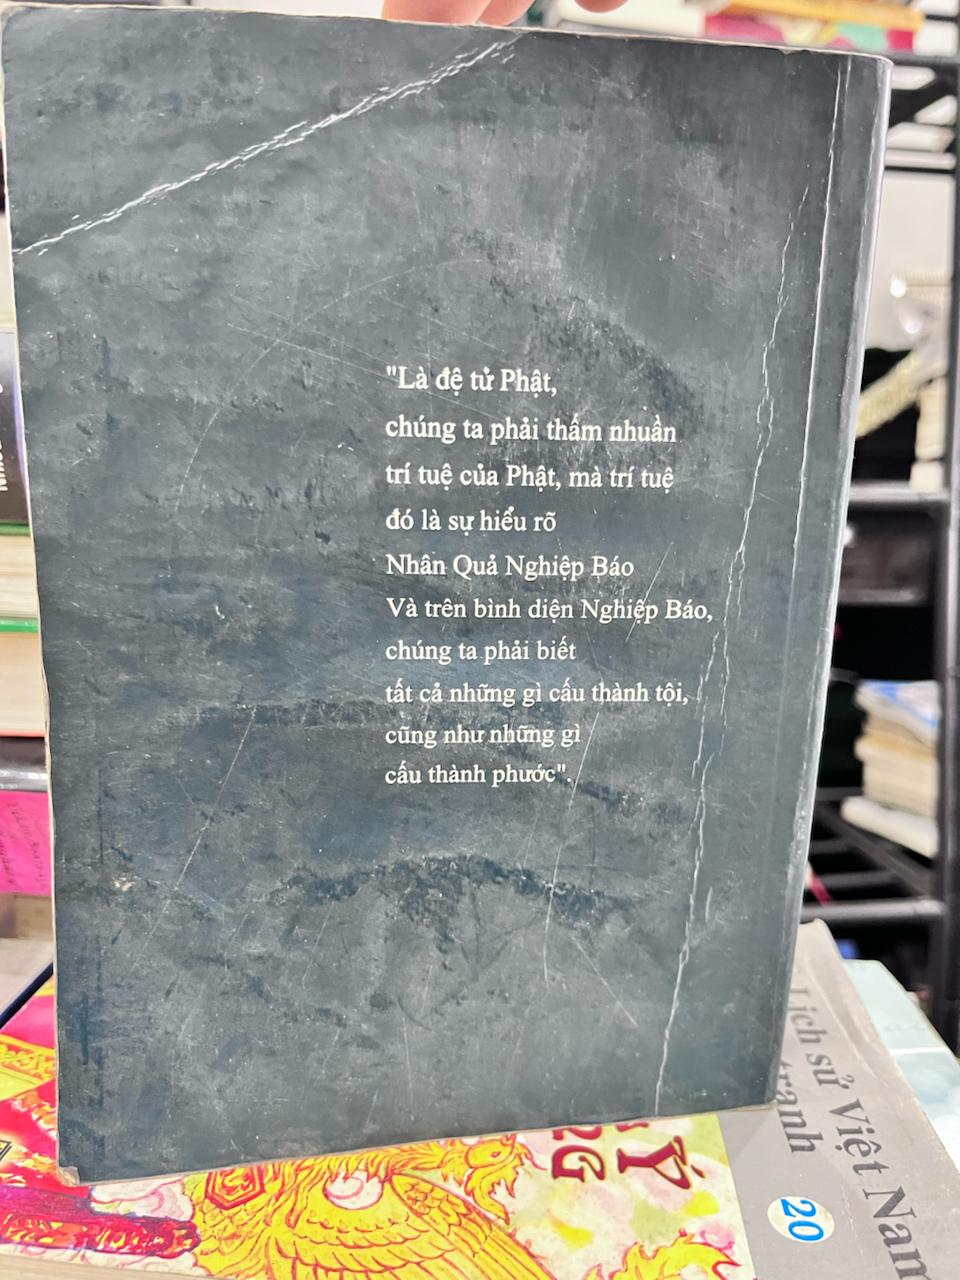 "Là đệ tử Phật,
chúng ta phải thấm nhuần
trí tuệ của Phật, mà trí tuệ
đó là sự hiểu rõ
Nhân Quả Nghiệp Báo
Và trên bình diện Nghiệp Báo,
chúng ta phải biết
tất cả những gì cấu thành tội,
cũng như những gì
cấu thành phước".
Lịch sử Việt Nam
tranh
20